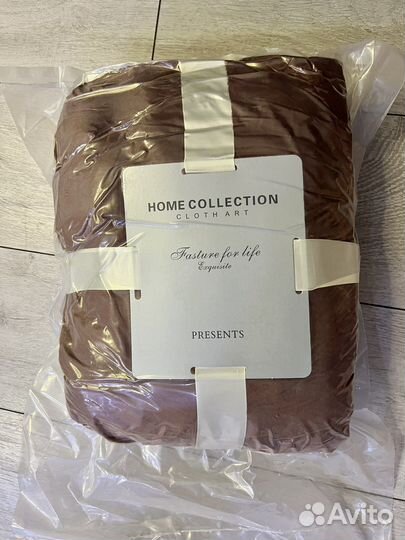 HOME COLLECTION
CLOTH ART
Fasture for life
Exquisite
PRESENTS
Avito